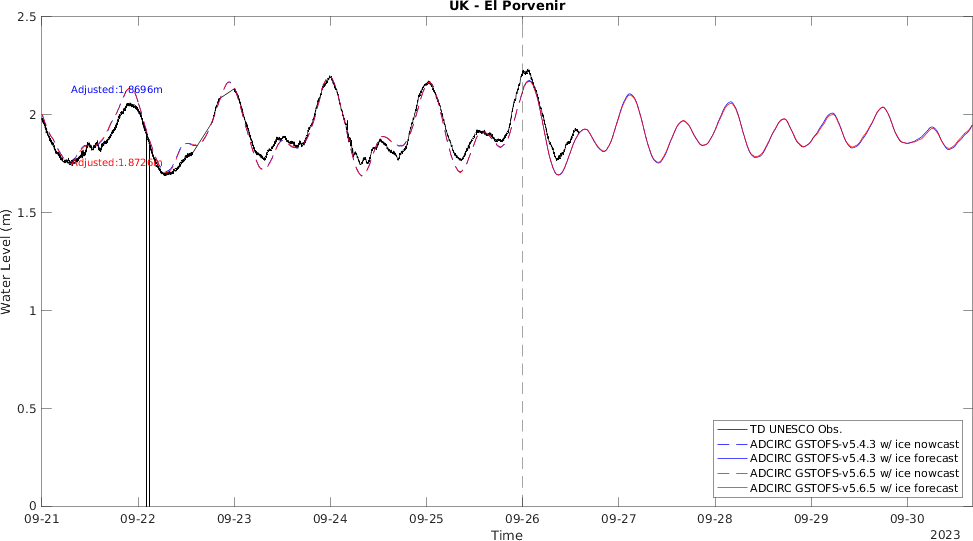 UK - El Porvenir
2.5
2
1.5
1
0.5
0
Water Level (m)
Adjusted:1.8696m
Adjusted:1.8726m
TD UNESCO Obs.
ADCIRC GSTOFS-v5.4.3 w/ ice nowcast
ADCIRC GSTOFS-v5.4.3 w/ ice forecast
ADCIRC GSTOFS-v5.6.5 w/ ice nowcast
ADCIRC GSTOFS-v5.6.5 w/ ice forecast
09-21 09-22 09-23 09-24 09-25 09-26 09-27 09-28 09-29 09-30
Time
2023